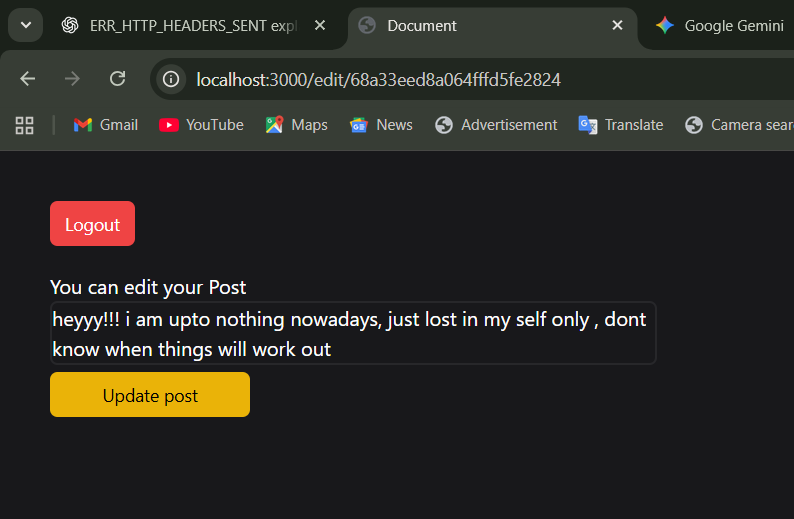 ERR_HTTP_HEADERS_SENT expl
Document
Google Gemini
localhost:3000/edit/68a33eed8a064fffd5fe2824
Gmail
YouTube
Maps
News
Advertisement
Translate
Camera sear
Logout
You can edit your Post
heyyy!!! i am upto nothing nowadays, just lost in my self only , dont
know when things will work out
Update post